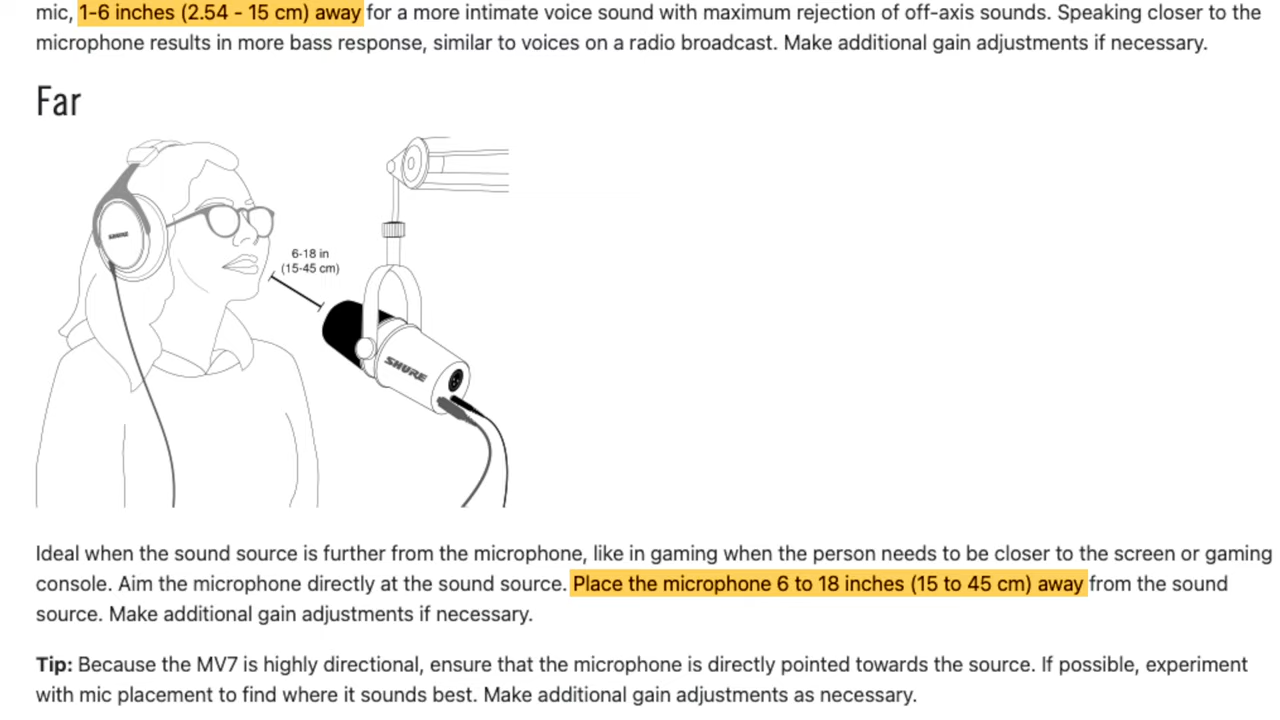 mic, 1-6 inches (2.54 - 15 cm) away for a more intimate voice sound with maximum rejection of off-axis sounds. Speaking closer to the
microphone results in more bass response, similar to voices on a radio broadcast. Make additional gain adjustments if necessary.
Far
SHURE
6-18 in
(15-45 cm)
SHURE
Ideal when the sound source is further from the microphone, like in gaming when the person needs to be closer to the screen or gaming
console. Aim the microphone directly at the sound source. Place the microphone 6 to 18 inches (15 to 45 cm) away from the sound
source. Make additional gain adjustments if necessary.
Tip: Because the MV7 is highly directional, ensure that the microphone is directly pointed towards the source. If possible, experiment
with mic placement to find where it sounds best. Make additional gain adjustments as necessary.